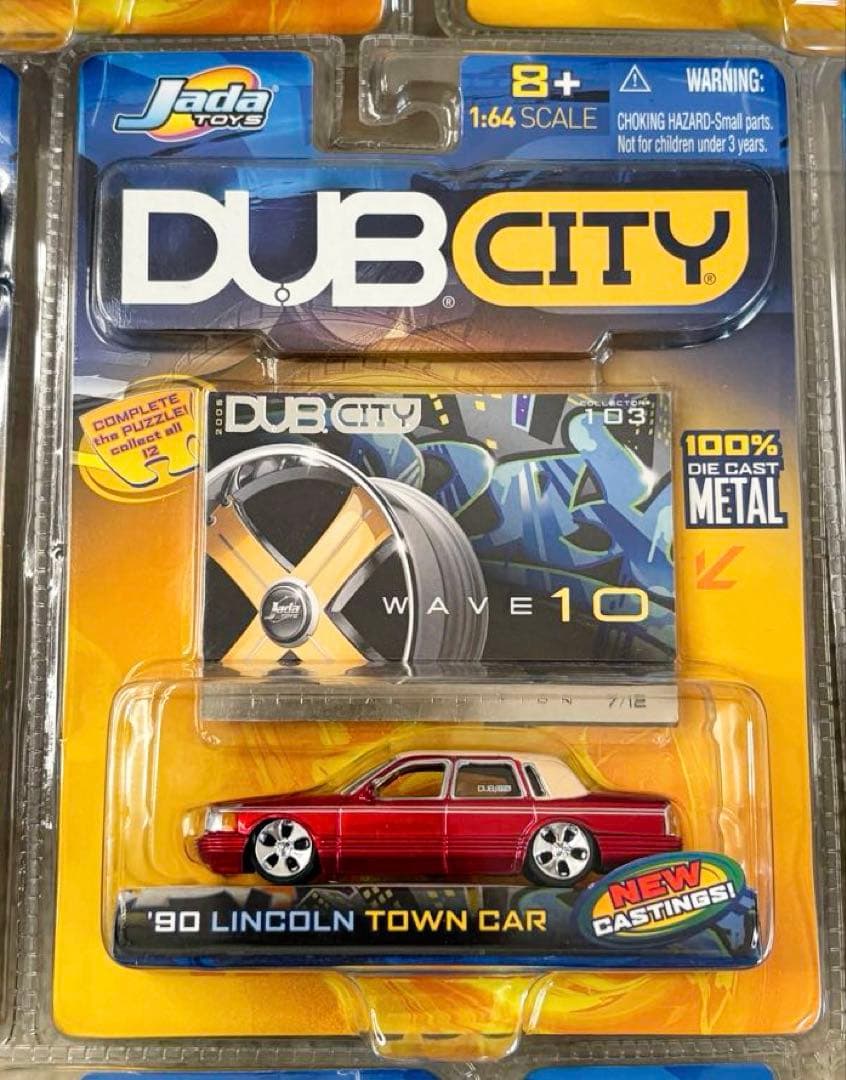 Jada
TOYS
8+
1:64 SCALE
WARNING:
CHOKING HAZARD-Small parts.
Not for children under 3 years.
DUB® CITY®
COMPLETE
the PUZZLE!
collect all
12
DUB CITY
COLLECTOR#
103
100%
DIE CAST
METAL
Jada
TOYS
WAVE 10
7/12
'90 LINCOLN TOWN CAR
NEW
CASTINGS!